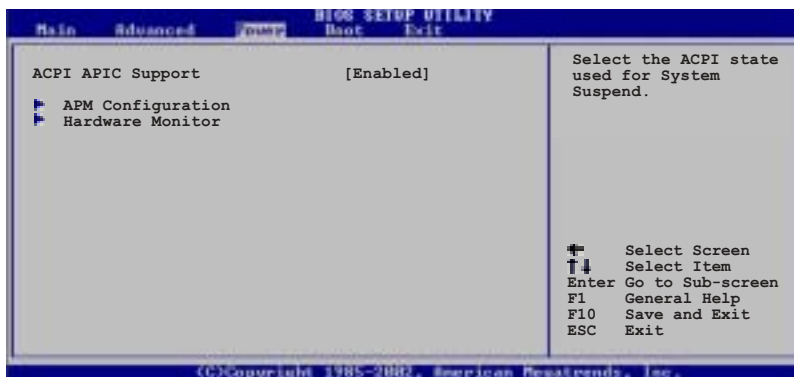 BIOS SETUP UTILITY
Main Advanced Power Boot Exit
ACPI APIC Support [Enabled]
APM Configuration
Hardware Monitor
Select the ACPI state
used for System
Suspend.
Select Screen
Select Item
Enter Go to Sub-screen
F1 General Help
F10 Save and Exit
ESC Exit
(C)Copyright 1985-2002, American Megatrends, Inc.